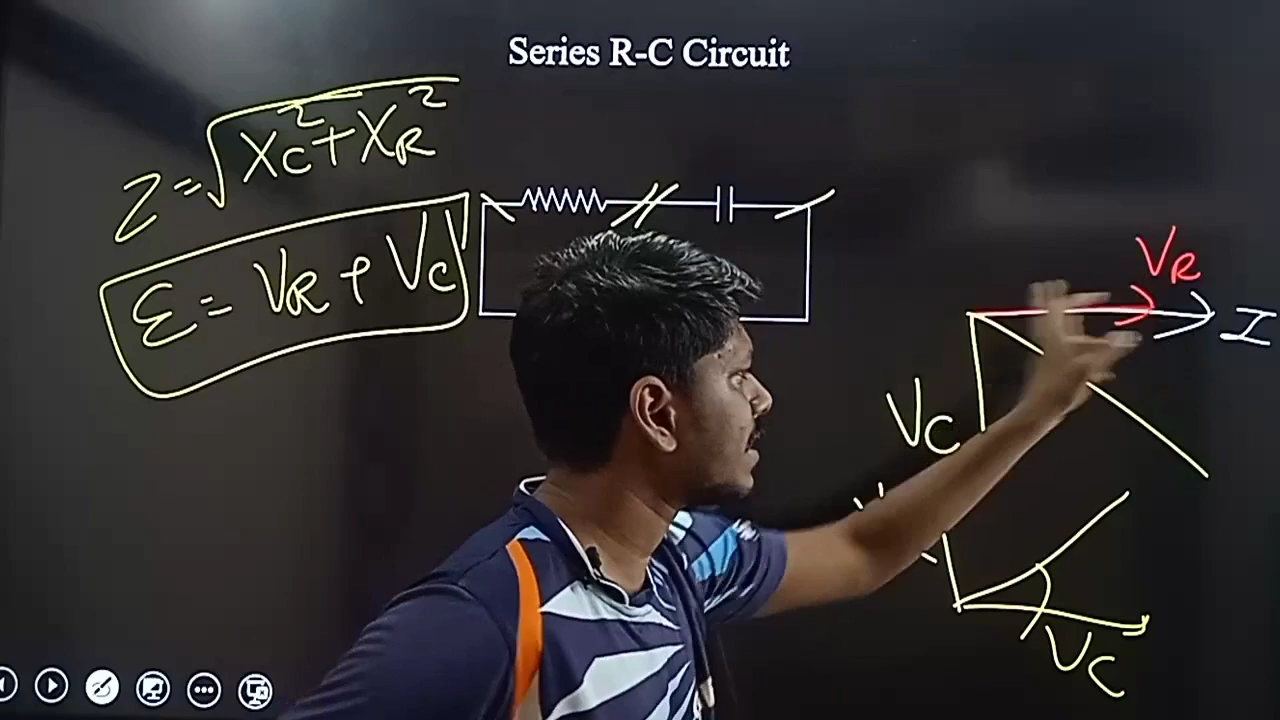 Series R-C Circuit
Z=√XC²+XR²
ε = VR + VC
VR
I
VC
VC